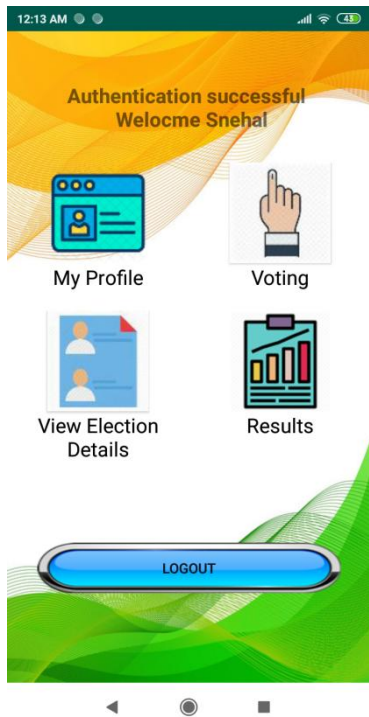 12:13 AM
43
Authentication successful
Welocme Snehal
My Profile
Voting
View Election
Details
Results
LOGOUT